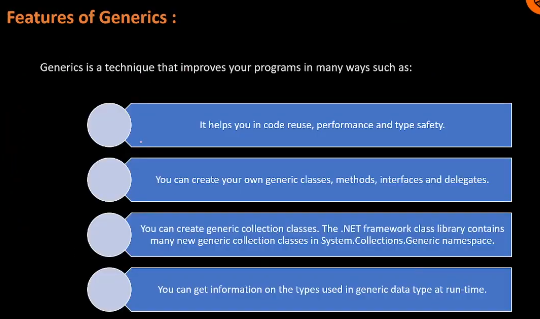 Features of Generics :
Generics is a technique that improves your programs in many ways such as:
It helps you in code reuse, performance and type safety.
You can create your own generic classes, methods, interfaces and delegates.
You can create generic collection classes. The .NET framework class library contains
many new generic collection classes in System.Collections.Generic namespace.
You can get information on the types used in generic data type at run-time.